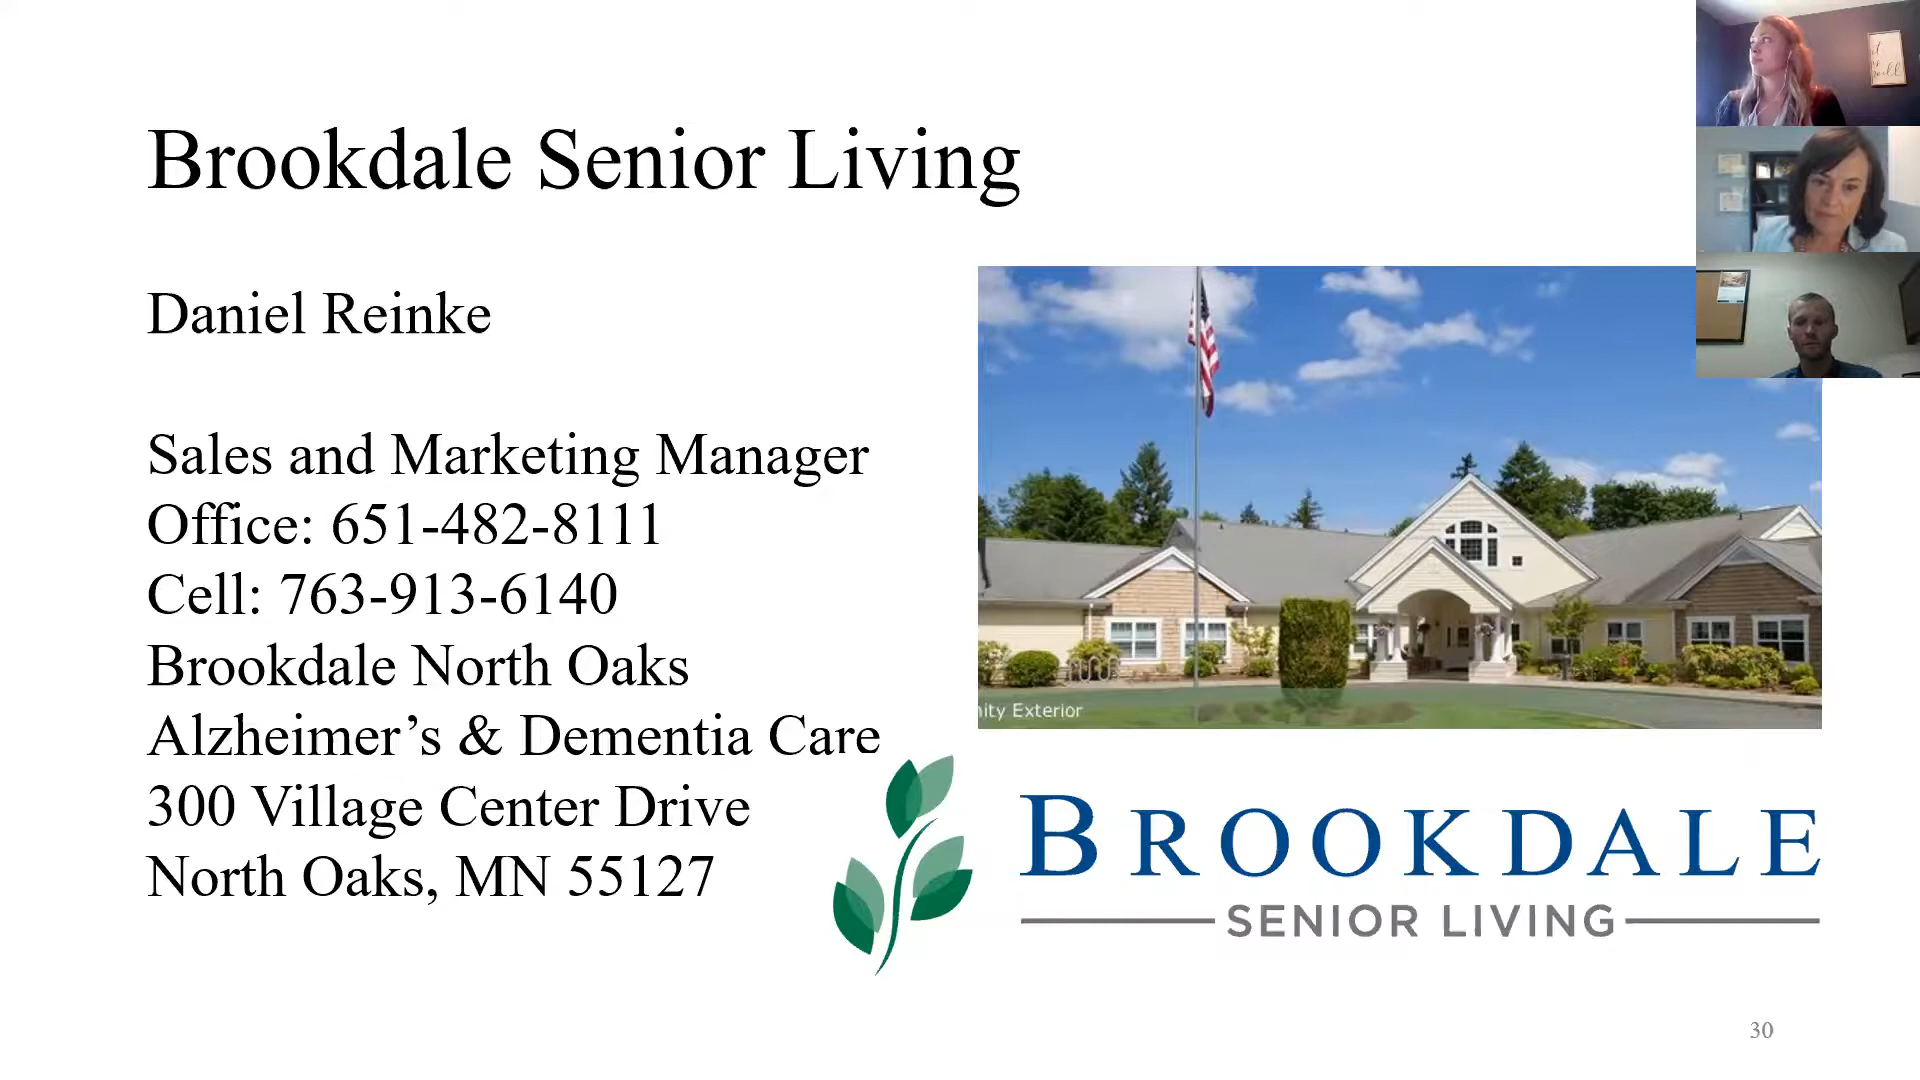 Brookdale Senior Living
Daniel Reinke
Sales and Marketing Manager
Office: 651-482-8111
Cell: 763-913-6140
Brookdale North Oaks
Alzheimer’s & Dementia Care
300 Village Center Drive
North Oaks, MN 55127
Exterior
BROOKDALE
SENIOR LIVING
30